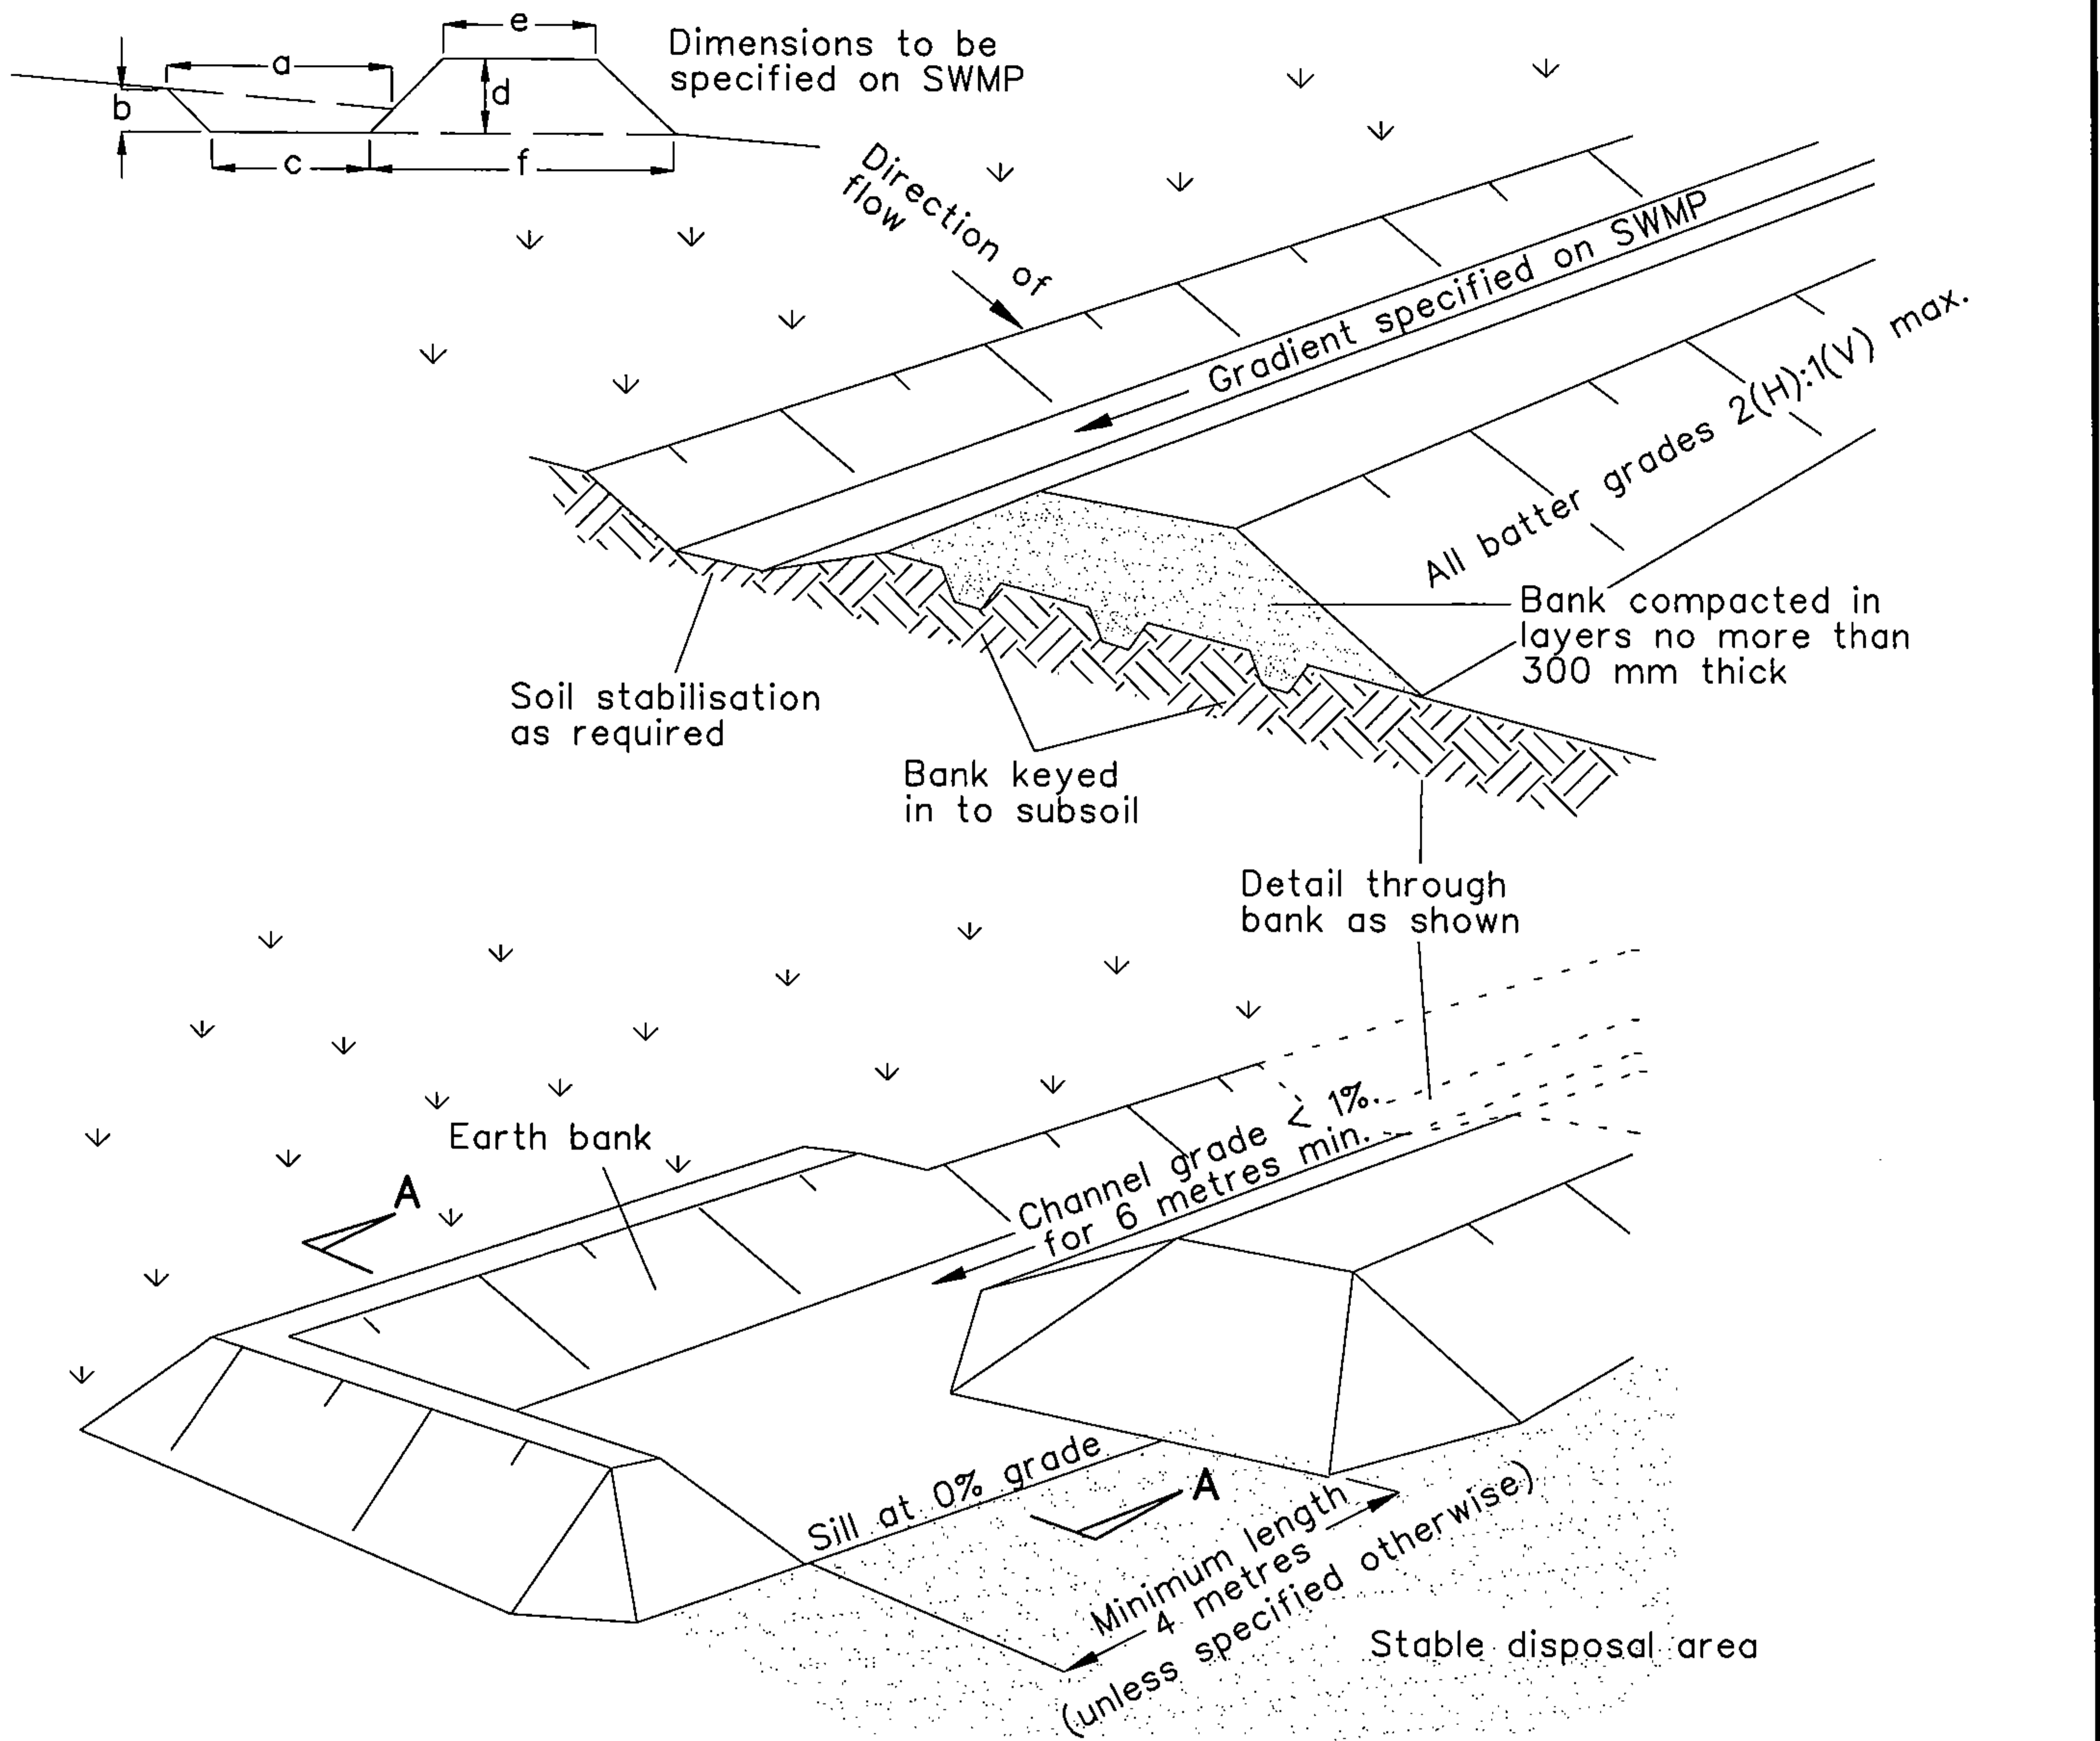 e
Dimensions to be
specified on SWMP
a
b
d
c
f
Direction of
flow
Gradient specified on SWMP
All batter grades 2(H):1(V) max.
Bank compacted in
layers no more than
300 mm thick
Soil stabilisation
as required
Bank keyed
in to subsoil
Detail through
bank as shown
Earth bank
A
Channel grade < 1%.
for 6 metres min.
Sill at 0% grade
A
Minimum length
4 metres
(unless specified otherwise)
Stable disposal area